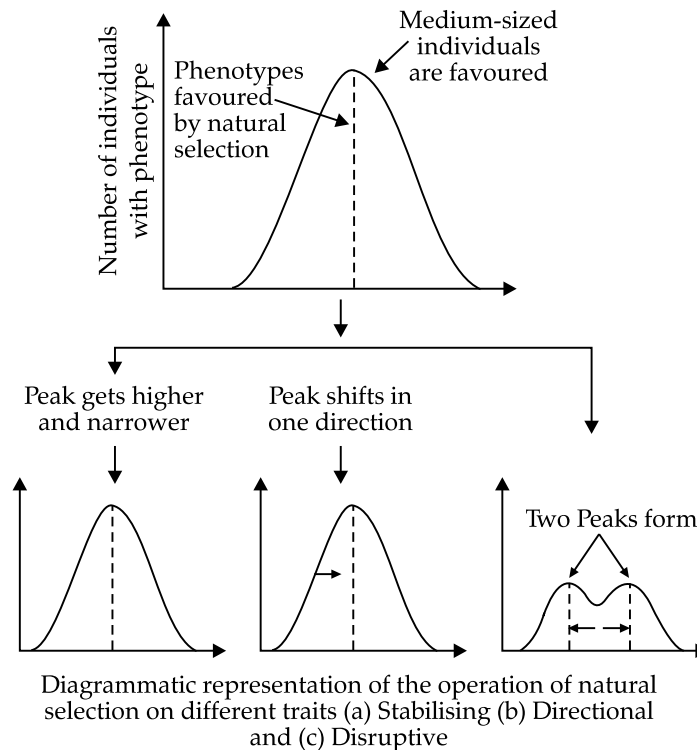 Medium-sized
individuals
are favoured
Phenotypes
favoured
by natural
selection
Number of individuals
with phenotype
Peak gets higher
and narrower
Peak shifts in
one direction
Two Peaks form
Diagrammatic representation of the operation of natural
selection on different traits (a) Stabilising (b) Directional
and (c) Disruptive